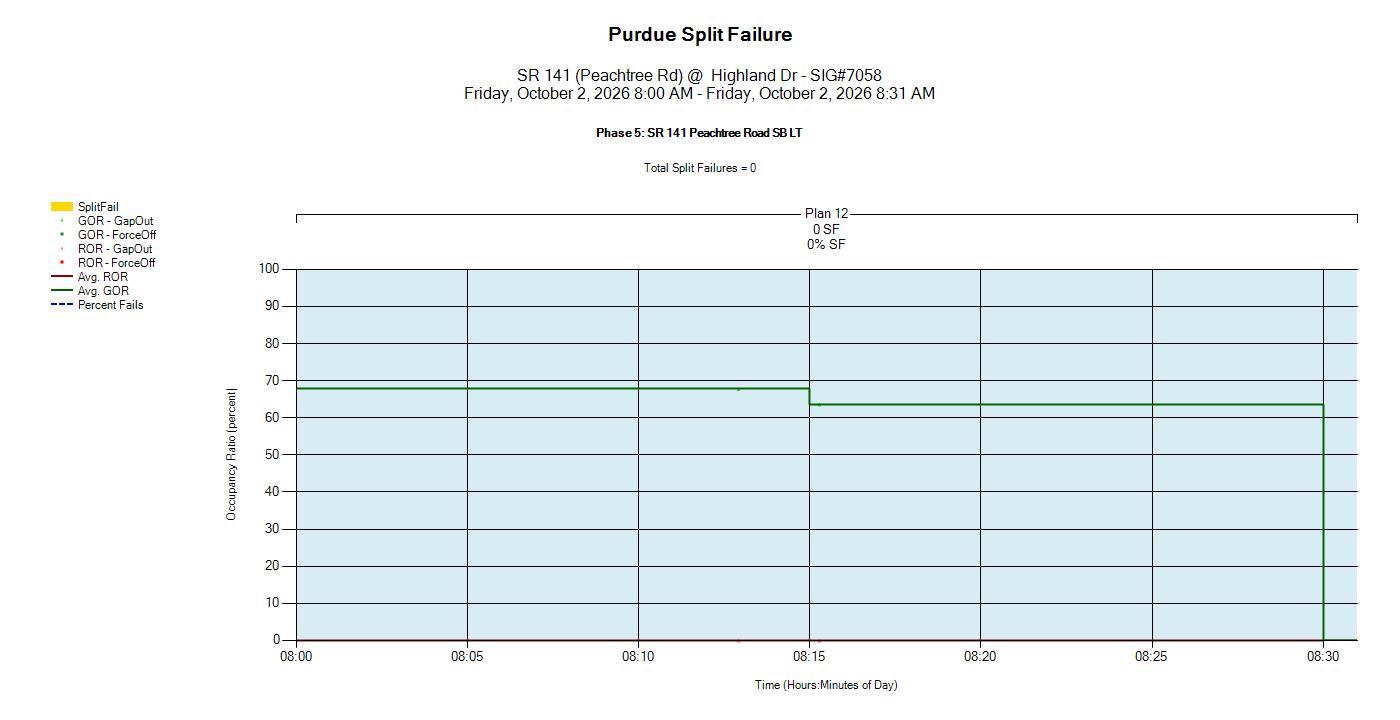 Purdue Split Failure
SR 141 (Peachtree Rd) @ Highland Dr - SIG#7058
Friday, October 2, 2026 8:00 AM - Friday, October 2, 2026 8:31 AM
Phase 5: SR 141 Peachtree Road SB LT
Total Split Failures = 0
SplitFail
GOR - GapOut
GOR - ForceOff
ROR - GapOut
ROR - ForceOff
Avg. ROR
Avg. GOR
Percent Fails
Plan 12
0 SF
0% SF
100
90
80
70
60
50
40
30
20
10
0
Occupancy Ratio (percent)
08:00
08:05
08:10
08:15
08:20
08:25
08:30
Time (Hours:Minutes of Day)